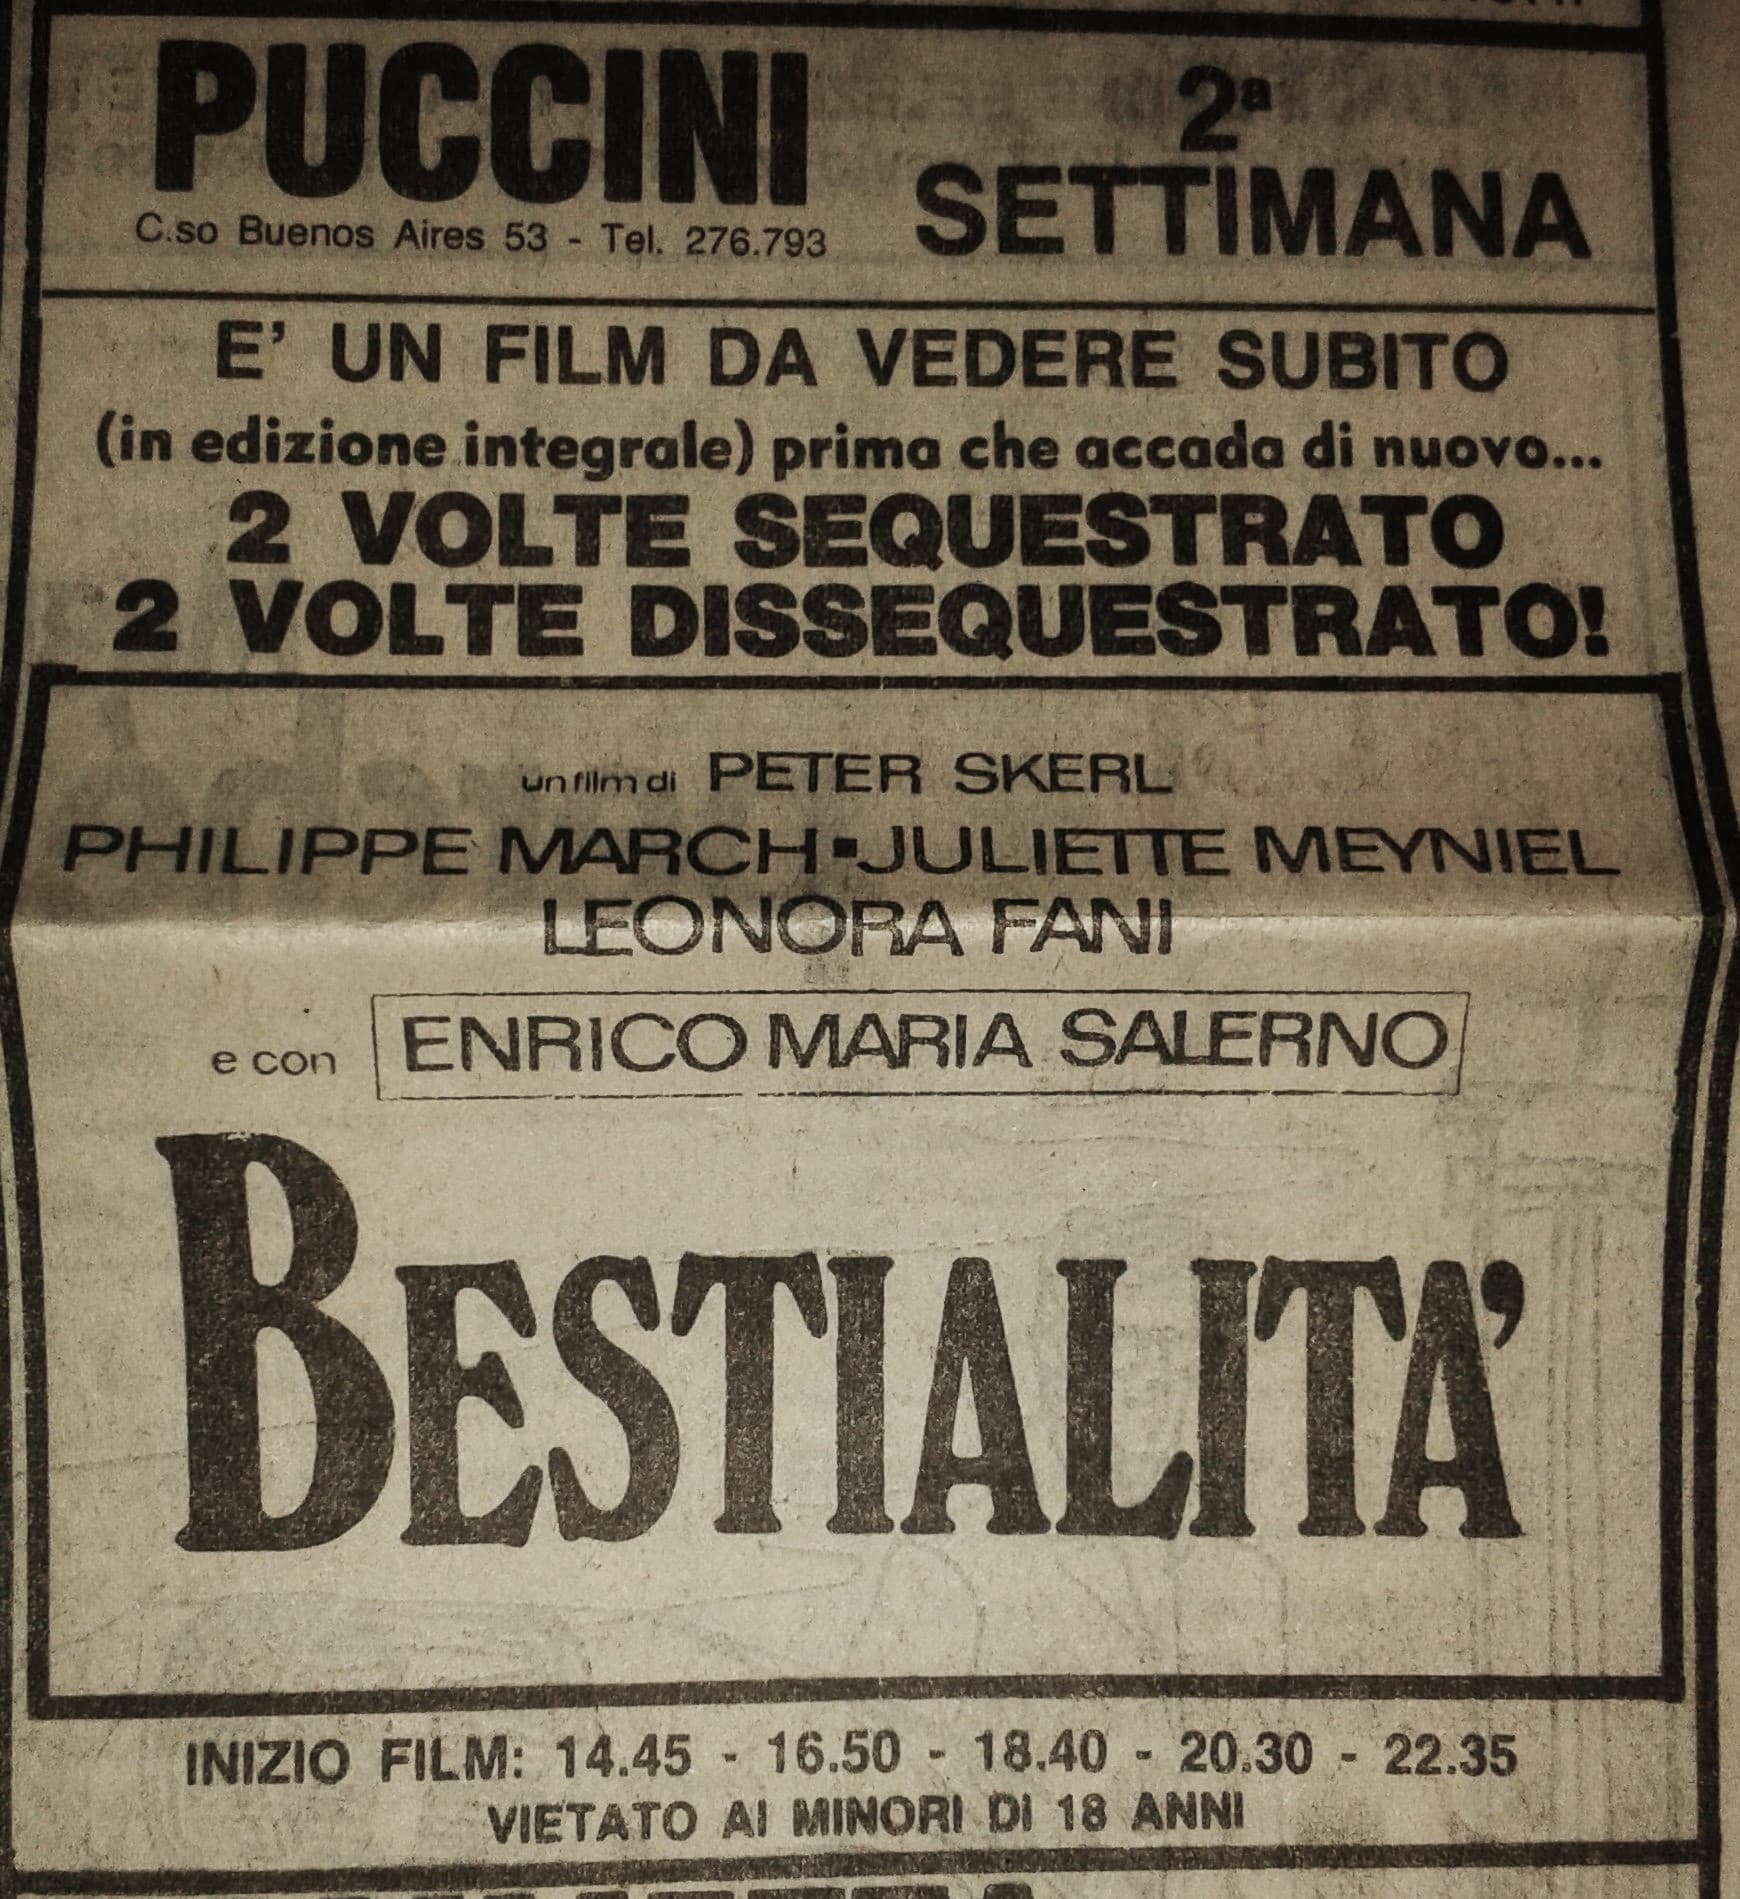 PUCCINI
C.so Buenos Aires 53 - Tel. 276.793
2ª
SETTIMANA
E' UN FILM DA VEDERE SUBITO
(in edizione integrale) prima che accada di nuovo...
2 VOLTE SEQUESTRATO
2 VOLTE DISSEQUESTRATO!
un film di PETER SKERL
PHILIPPE MARCH▪JULIETTE MEYNIEL
LEONORA FANI
e con ENRICO MARIA SALERNO
BESTIALITA'
INIZIO FILM: 14.45 - 16.50 - 18.40 - 20.30 - 22.35
VIETATO AI MINORI DI 18 ANNI